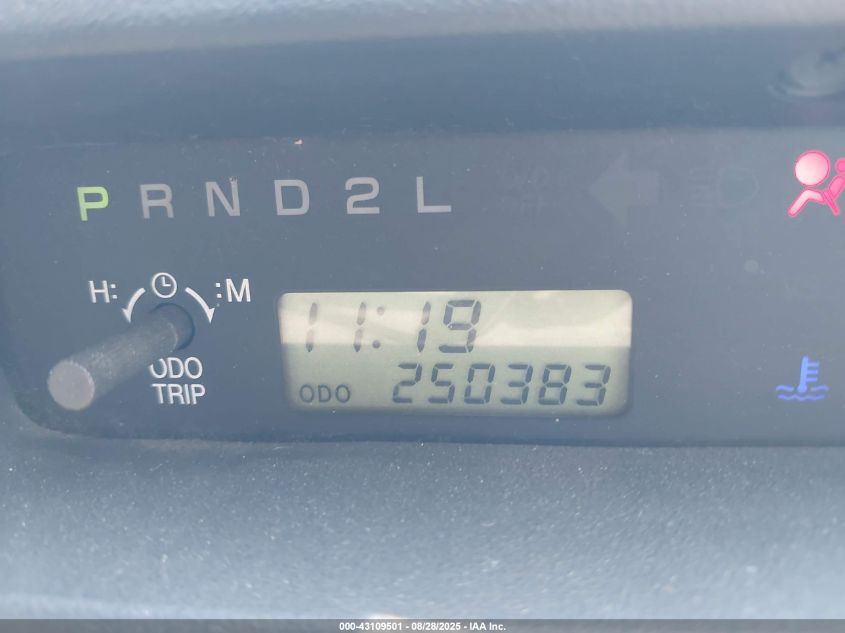 P R N D 2 L
H: :M
11:19
ODO
TRIP
ODO 250383
000-43109501 - 08/28/2025 - IAA Inc.